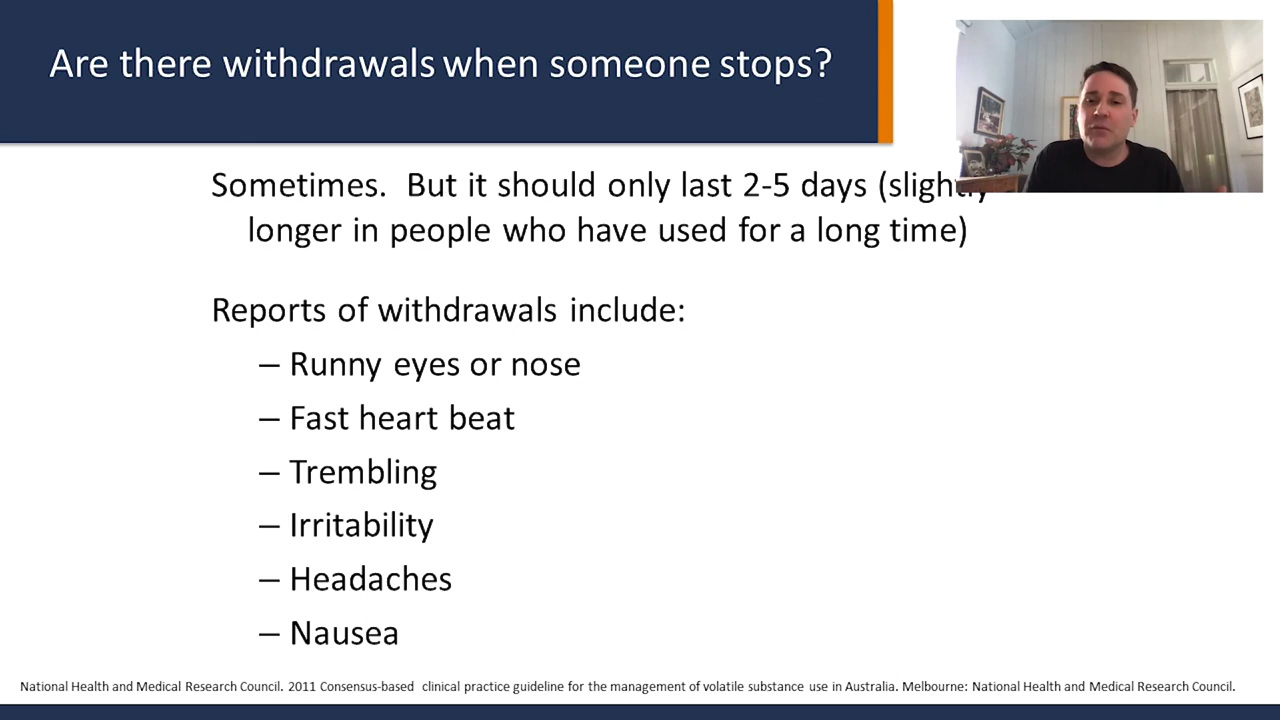 Are there withdrawals when someone stops?
Sometimes. But it should only last 2-5 days (slightly
longer in people who have used for a long time)
Reports of withdrawals include:
– Runny eyes or nose
– Fast heart beat
– Trembling
– Irritability
– Headaches
– Nausea
National Health and Medical Research Council. 2011 Consensus-based clinical practice guideline for the management of volatile substance use in Australia. Melbourne: National Health and Medical Research Council.